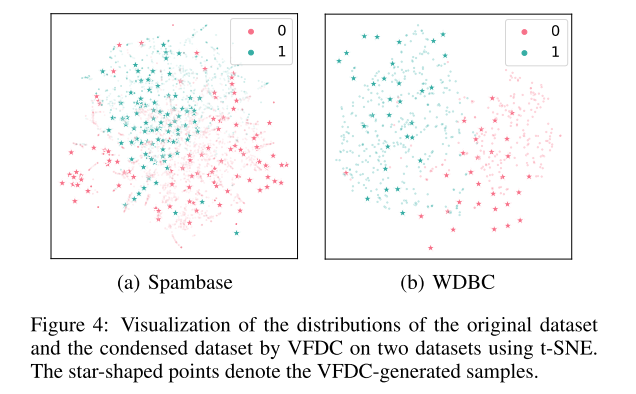 0
1
0
1
(a) Spambase
(b) WDBC
Figure 4: Visualization of the distributions of the original dataset
and the condensed dataset by VFDC on two datasets using t-SNE.
The star-shaped points denote the VFDC-generated samples.